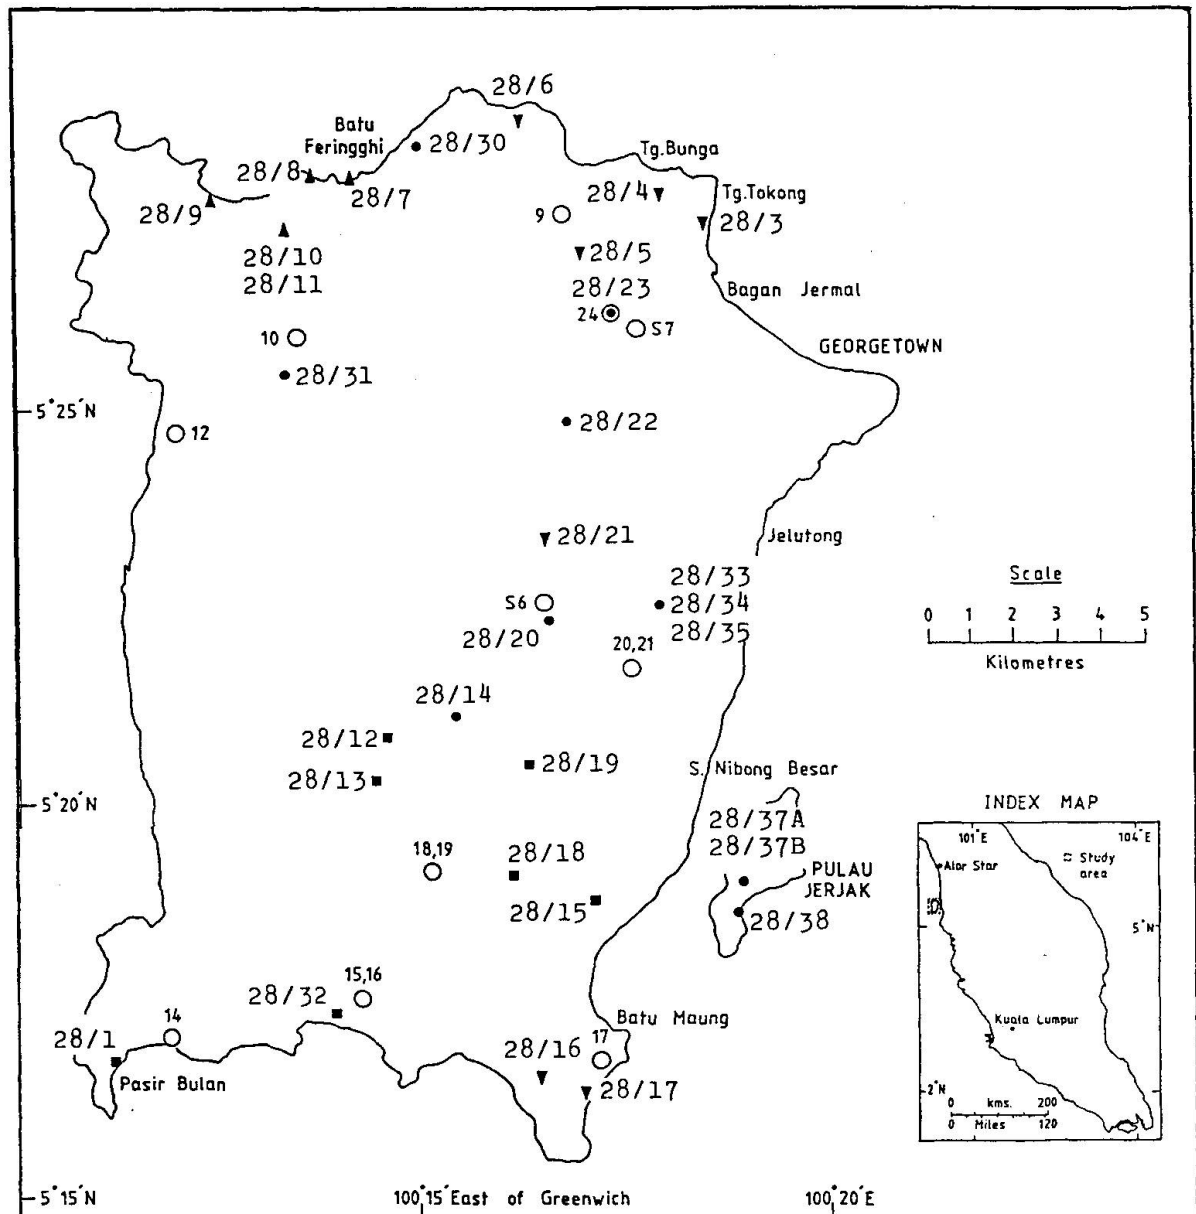 28/6
Batu
Feringghi
28/30
Tg.Bunga
28/8
28/7
28/4
Tg.Tokong
28/9
9
28/3
28/10
28/5
28/11
28/23
Bagan Jermal
24
S7
10
GEORGETOWN
28/31
5°25'N
12
28/22
28/21
Jelutong
28/33
S6
28/34
28/20
28/35
20,21
Scale
0 1 2 3 4 5
Kilometres
28/14
28/12
28/19
28/13
S. Nibong Besar
5°20'N
28/37A
28/37B
18,19
28/18
PULAU
JERJAK
28/15
28/38
INDEX MAP
101°E
104°E
Alor Star
Study
area
5°N
Kuala Lumpur
2°N
0 kms. 200
0 Miles 120
15,16
28/32
14
Batu Maung
28/1
28/16
17
Pasir Bulan
28/17
5°15'N
100°15'East of Greenwich
100°20'E